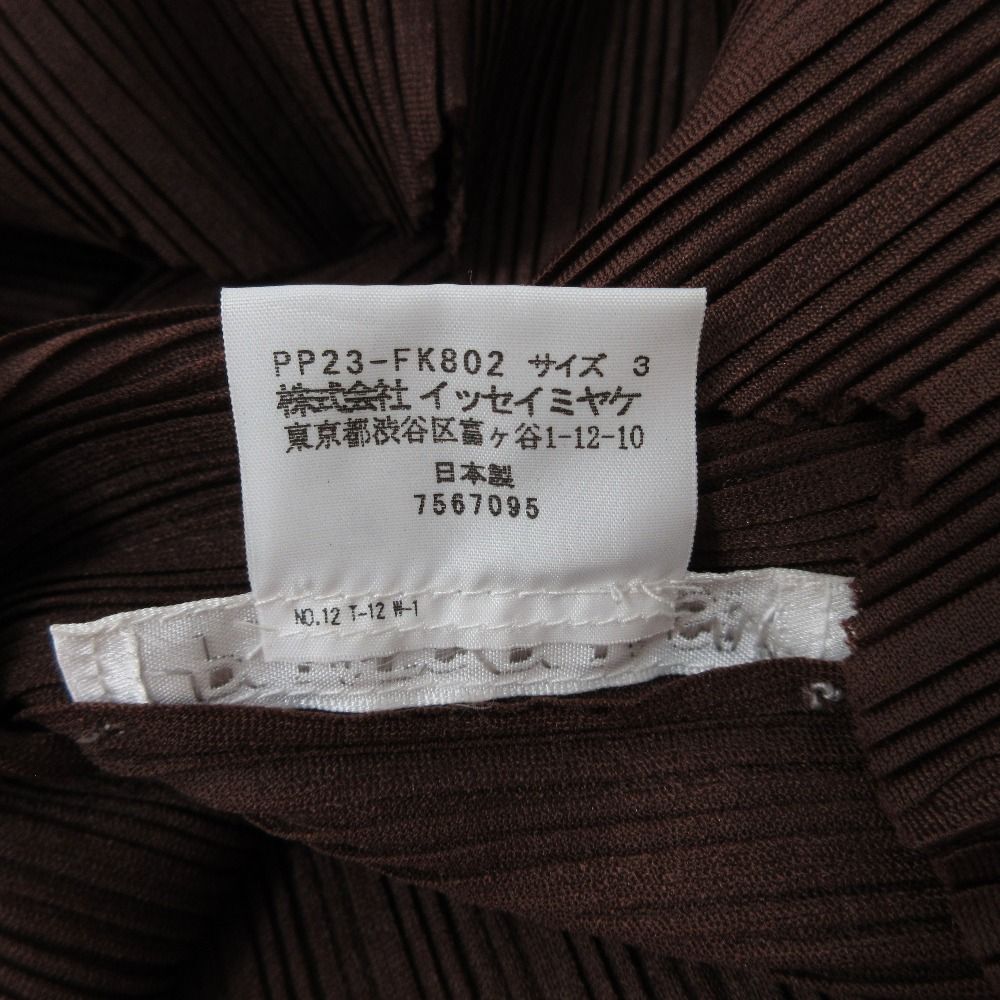 PP23-FK802 サイズ 3
株式会社イッセイミヤケ
東京都渋谷区富ヶ谷1-12-10
日本製
7567095
NO.12 T-12 W-1